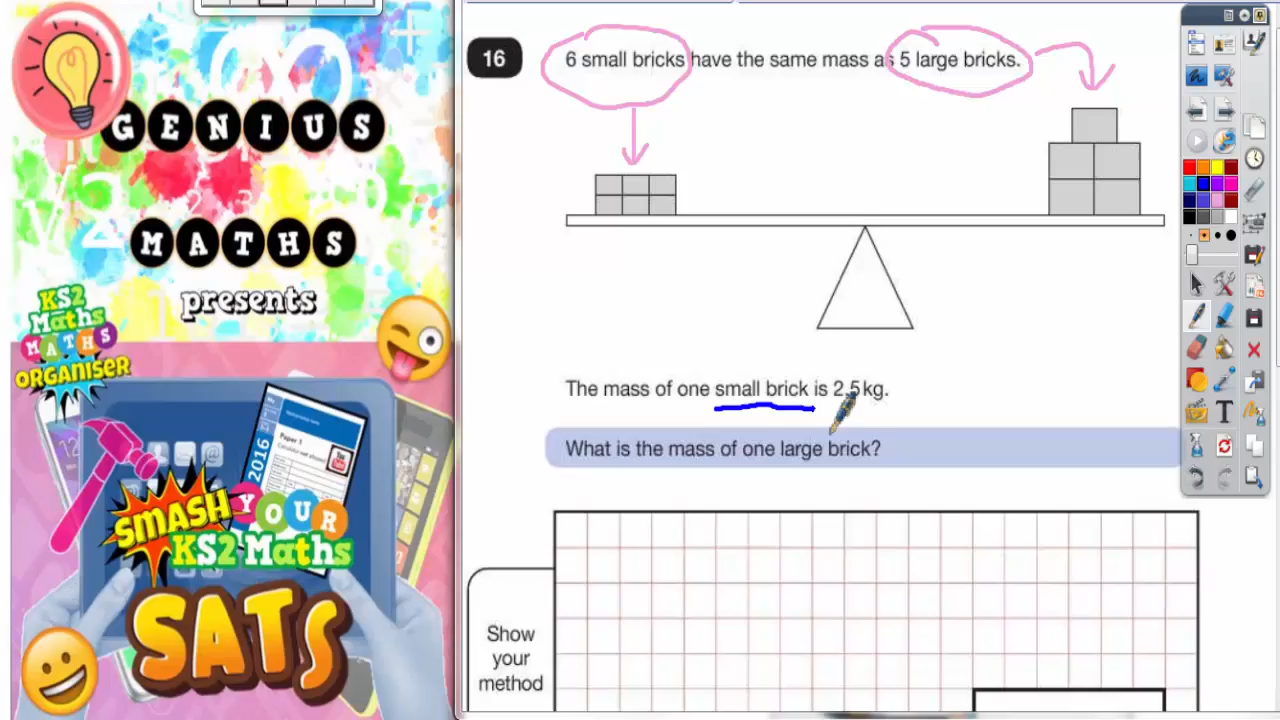 GENIUS
MATHS
presents
KS2
Maths
MATHS
ORGANISER
2016
Paper 1
SMASH YOUR
KS2 Maths
SATS
16
6 small bricks have the same mass as 5 large bricks.
The mass of one small brick is 2.5 kg.
What is the mass of one large brick?
Show
your
method